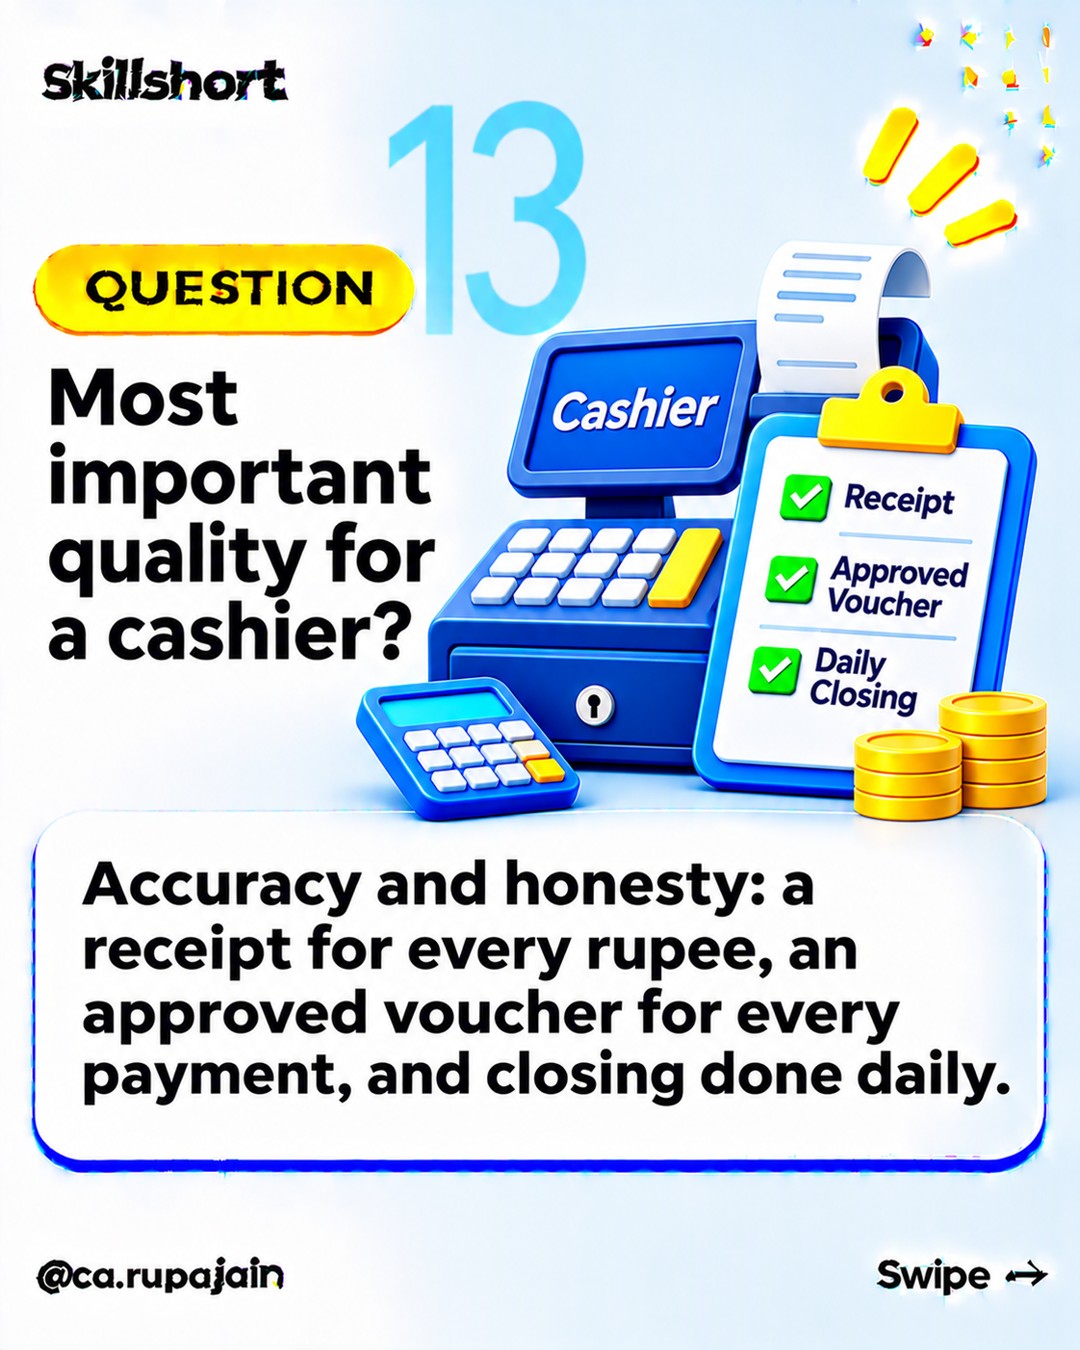 Skillshort
13
QUESTION
Most
important
quality for
a cashier?
Cashier
Receipt
Approved
Voucher
Daily
Closing
Accuracy and honesty: a
receipt for every rupee, an
approved voucher for every
payment, and closing done daily.
@ca.rupajain
Swipe →